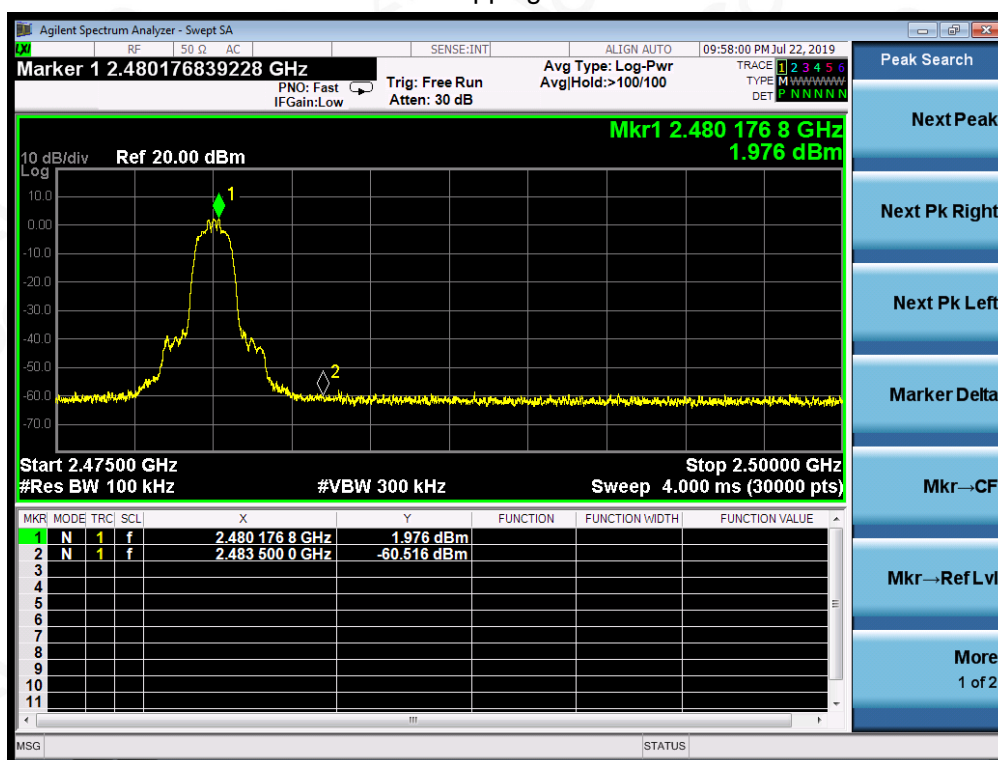 pping
Agilent Spectrum Analyzer - Swept SA
LXI RF 50 Ω AC SENSE:INT ALIGN AUTO 09:58:00 PM Jul 22, 2019
Marker 1 2.480176839228 GHz
PNO: Fast
IFGain:Low
Trig: Free Run
Atten: 30 dB
Avg Type: Log-Pwr
Avg|Hold:>100/100
TRACE 1 2 3 4 5 6
TYPE M WWWWW
DET P N N N N N
Mkr1 2.480 176 8 GHz
1.976 dBm
10 dB/div Ref 20.00 dBm
Log
10.0
0.00
-10.0
-20.0
-30.0
-40.0
-50.0
-60.0
-70.0
1
2
Start 2.47500 GHz Stop 2.50000 GHz
#Res BW 100 kHz #VBW 300 kHz Sweep 4.000 ms (30000 pts)
MKR MODE TRC SCL X Y FUNCTION FUNCTION WIDTH FUNCTION VALUE
1 N 1 f 2.480 176 8 GHz 1.976 dBm
2 N 1 f 2.483 500 0 GHz -60.516 dBm
3
4
5
6
7
8
9
10
11
MSG STATUS
Peak Search
Next Peak
Next Pk Right
Next Pk Left
Marker Delta
Mkr→CF
Mkr→Ref Lvl
More
1 of 2